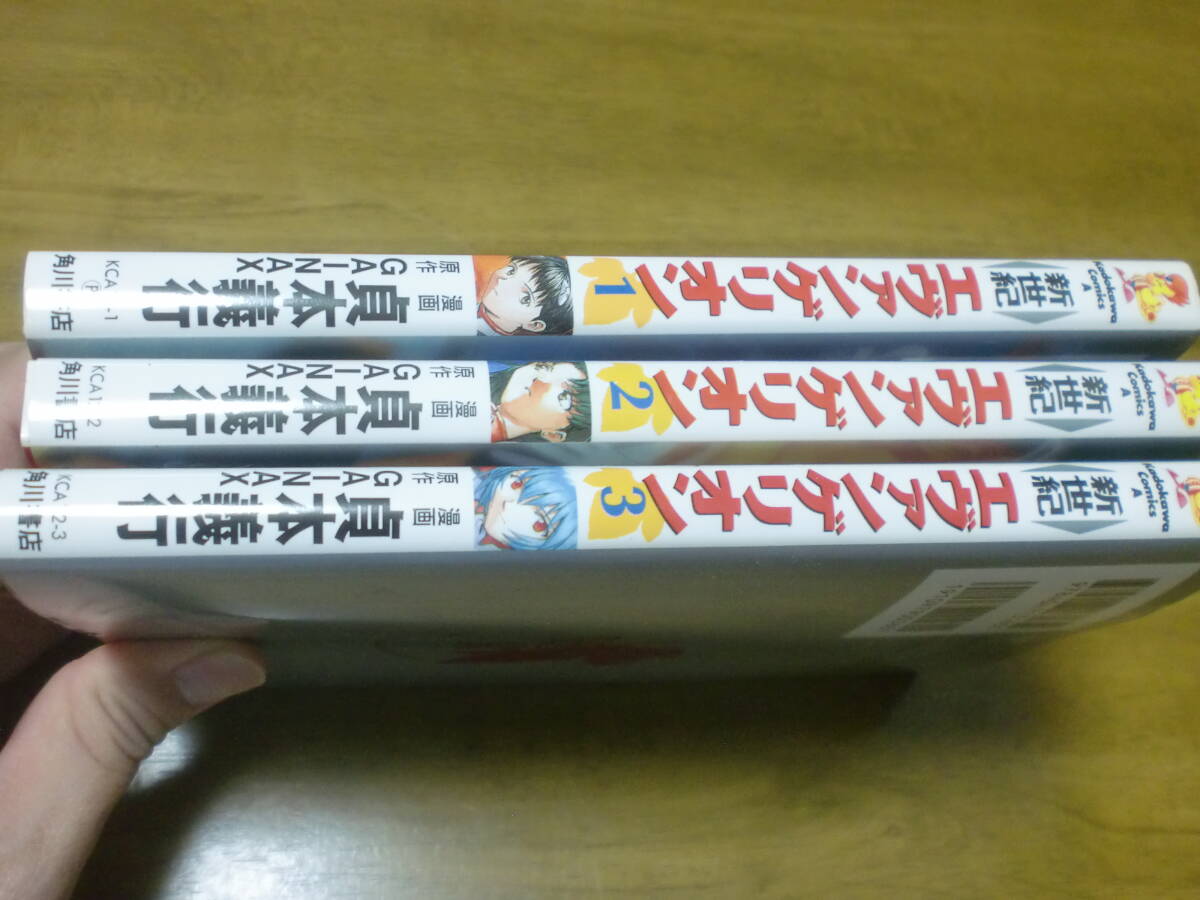 Kadokawa
Comics
A
新世紀
エヴァンゲリオン
1
漫画
貞本義行
原作
GAINAX
KCA
P
-1
角川
店
Kadokawa
Comics
A
新世紀
エヴァンゲリオン
2
漫画
貞本義行
原作
GAINAX
角川書店
Kadokawa
Comics
A
新世紀
エヴァンゲリオン
3
漫画
貞本義行
原作
GAINAX
KCA
2-3
角川書店